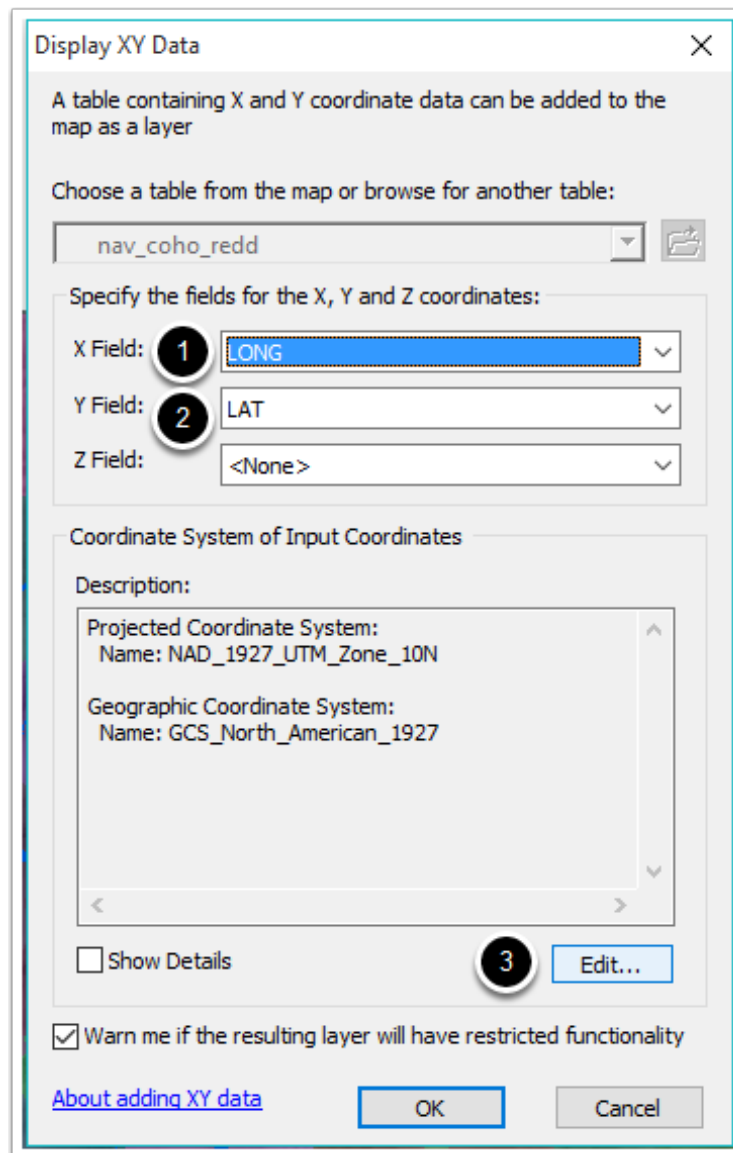 Display XY Data
A table containing X and Y coordinate data can be added to the
map as a layer
Choose a table from the map or browse for another table:
nav_coho_redd
Specify the fields for the X, Y and Z coordinates:
X Field: 1 LONG
Y Field: 2 LAT
Z Field: <None>
Coordinate System of Input Coordinates
Description:
Projected Coordinate System:
Name: NAD_1927_UTM_Zone_10N
Geographic Coordinate System:
Name: GCS_North_American_1927
Show Details 3 Edit...
Warn me if the resulting layer will have restricted functionality
About adding XY data OK Cancel